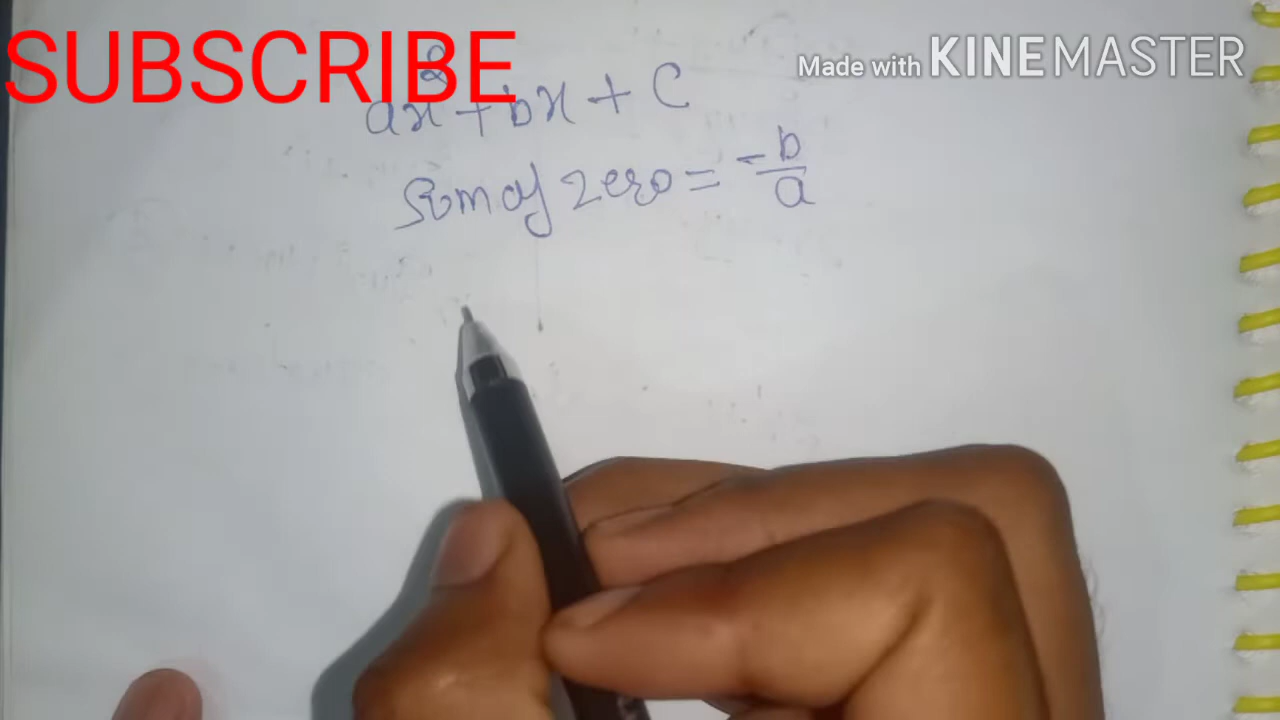 SUBSCRIBE
Made with KINEMASTER
ax² + bx + c
Sum of zero = -b/a